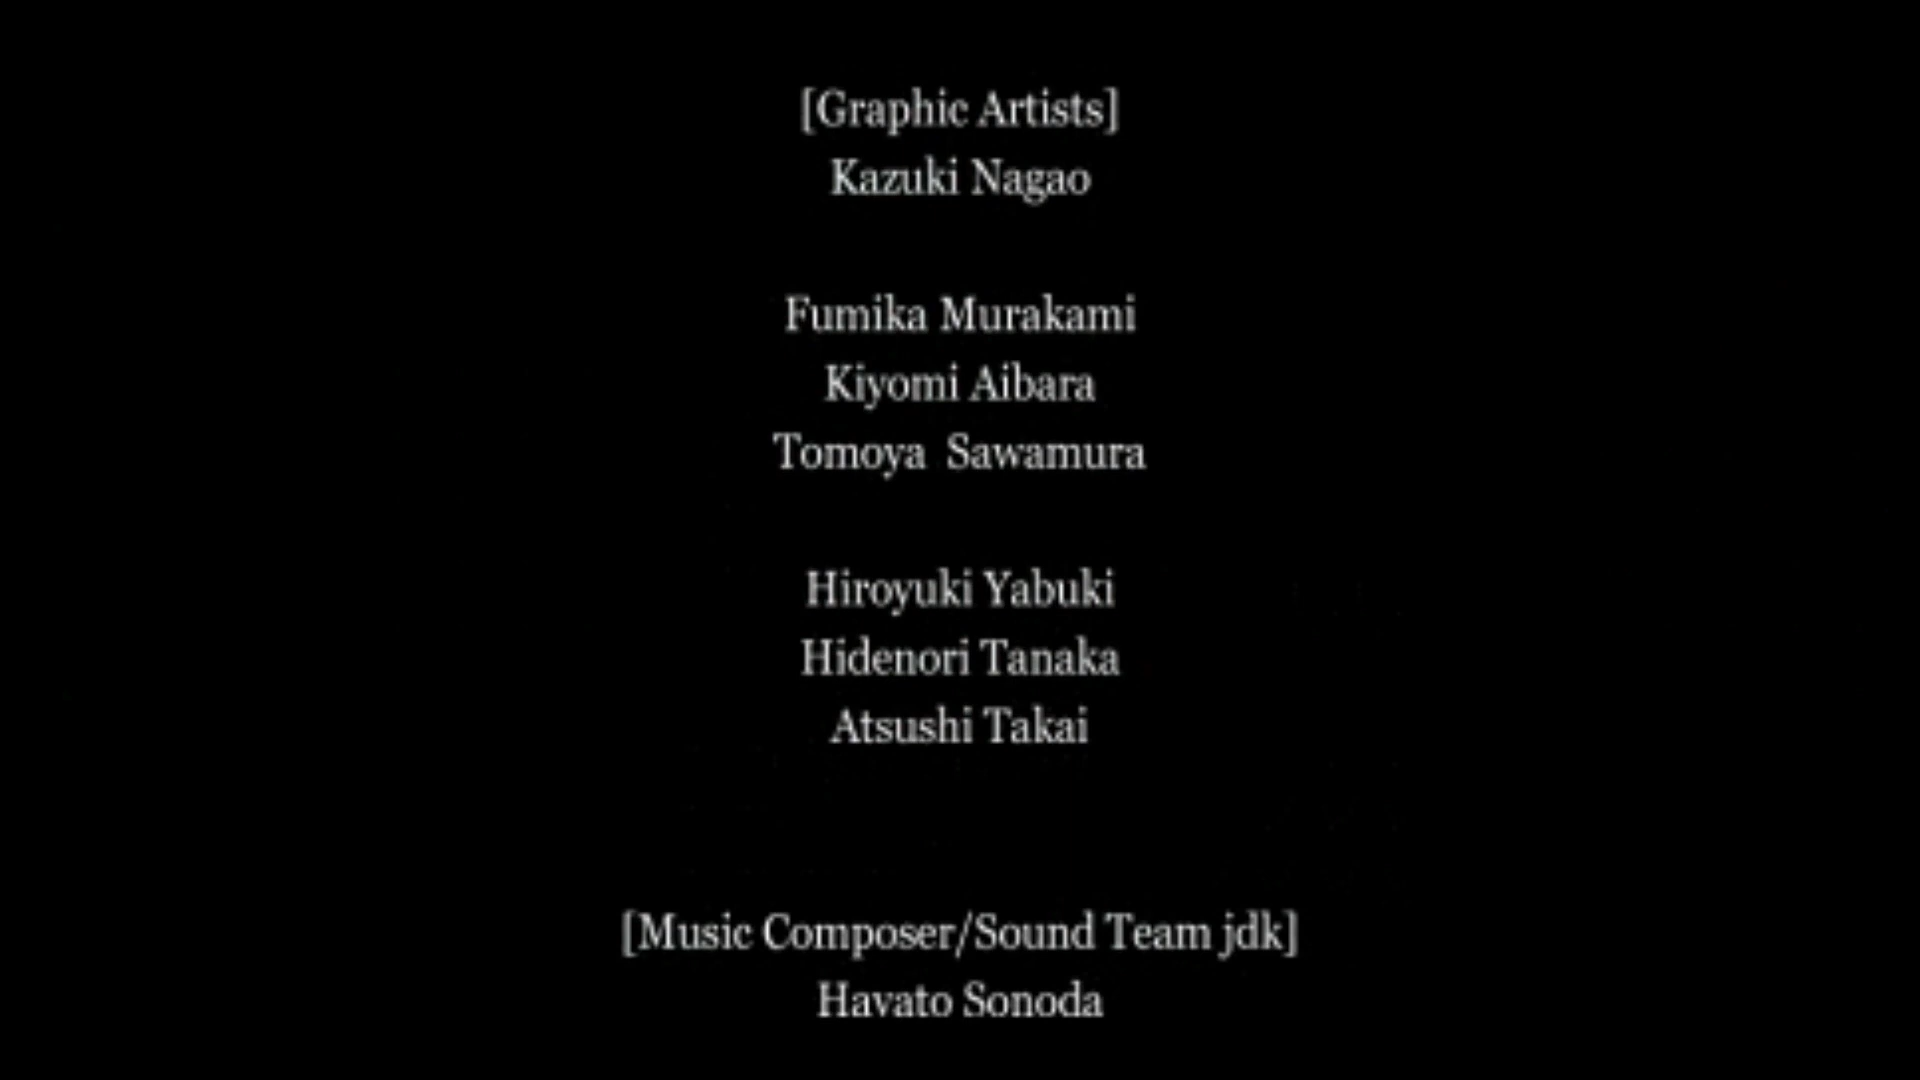 [Graphic Artists]
Kazuki Nagao
Fumika Murakami
Kiyomi Aibara
Tomoya  Sawamura
Hiroyuki Yabuki
Hidenori Tanaka
Atsushi Takai
[Music Composer/Sound Team jdk]
Hayato Sonoda